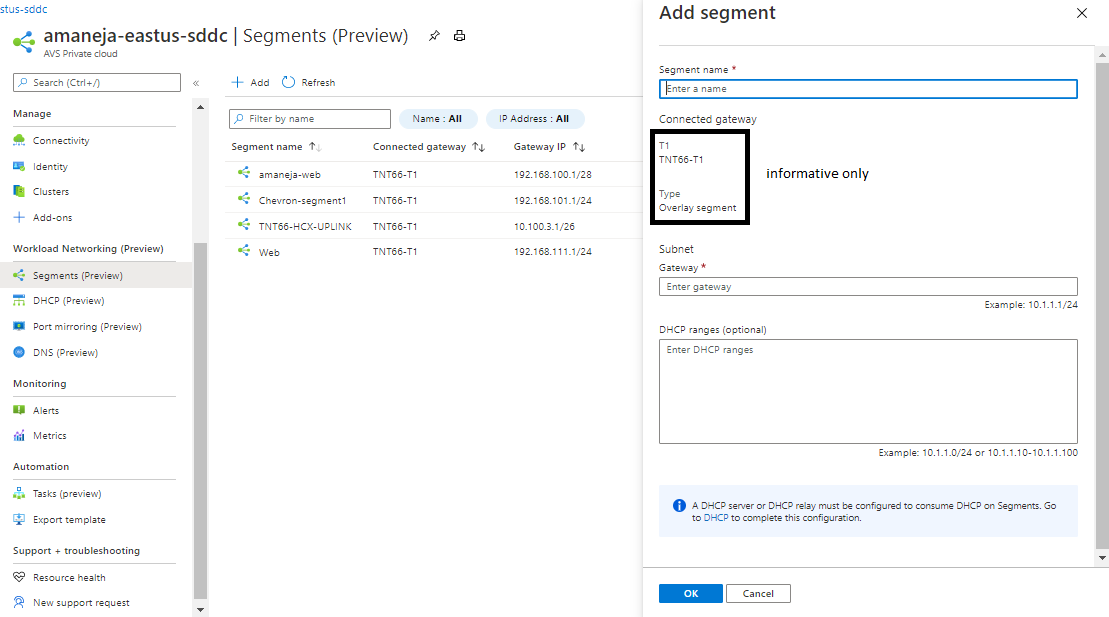 stus-sddc
amaneja-eastus-sddc | Segments (Preview)
AVS Private cloud
Search (Ctrl+/)
«
Manage
Connectivity
Identity
Clusters
Add-ons
Workload Networking (Preview)
Segments (Preview)
DHCP (Preview)
Port mirroring (Preview)
DNS (Preview)
Monitoring
Alerts
Metrics
Automation
Tasks (preview)
Export template
Support + troubleshooting
Resource health
New support request
Add Refresh
Filter by name Name : All IP Address : All
Segment name ↑↓ Connected gateway ↑↓ Gateway IP ↑↓
amaneja-web TNT66-T1 192.168.100.1/28
Chevron-segment1 TNT66-T1 192.168.101.1/24
TNT66-HCX-UPLINK TNT66-T1 10.100.3.1/26
Web TNT66-T1 192.168.111.1/24
Add segment
Segment name *
Enter a name
Connected gateway
T1
TNT66-T1
informative only
Type
Overlay segment
Subnet
Gateway *
Enter gateway
Example: 10.1.1.1/24
DHCP ranges (optional)
Enter DHCP ranges
Example: 10.1.1.0/24 or 10.1.1.10-10.1.1.100
A DHCP server or DHCP relay must be configured to consume DHCP on Segments. Go
to DHCP to complete this configuration.
OK Cancel